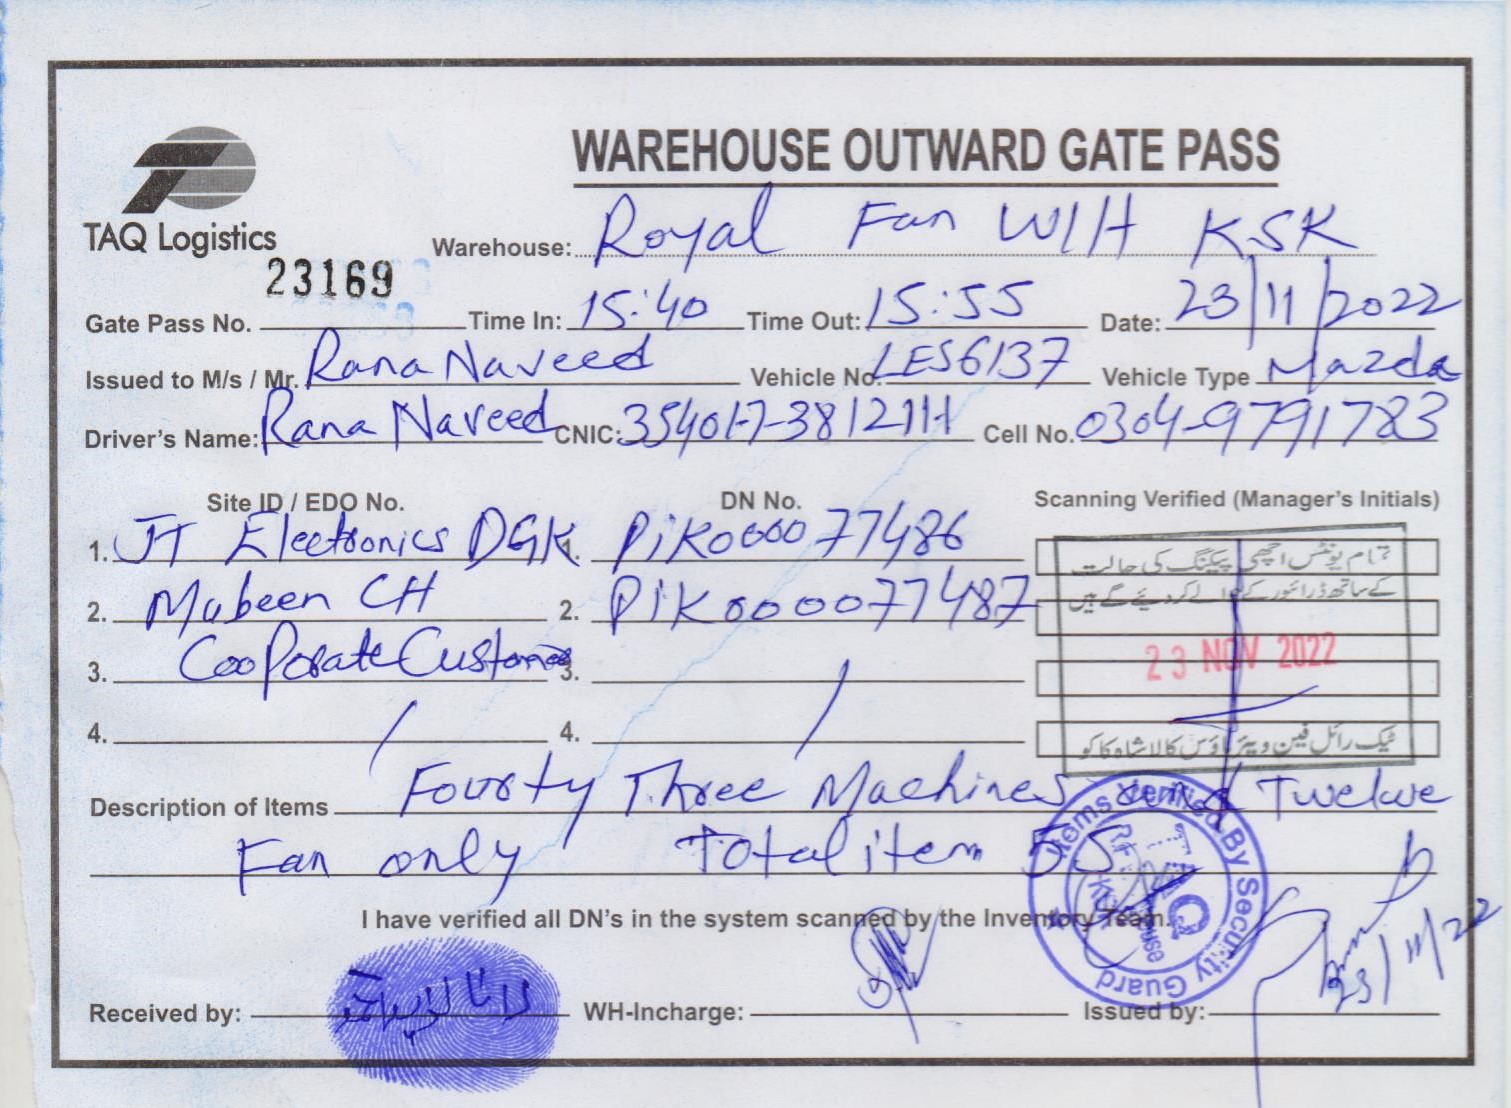 WAREHOUSE OUTWARD GATE PASS
TAQ Logistics
Warehouse: Royal Fan W/H KSK
23169
Gate Pass No. Time In: 15:40 Time Out: 15:55 Date: 23/11/2022
Issued to M/s / Mr. Rana Naveed Vehicle No. LES6137 Vehicle Type Mazda
Driver's Name: Rana Naveed CNIC: Cell No. 0304-9791783
Site ID / EDO No. DN No. Scanning Verified (Manager's Initials)
1. JT Electronics DGK 1. PiK000077486
2. Mubeen CH 2. PiK000077487
3. Cooporate Customer 3.
4. / 4. /
تمام یونٹس اچھی پیکنگ کی حالت
کے ساتھ ڈرائیور کے حوالے کر دیئے گئے ہیں
23 NOV 2022
ٹیک رائل فین ویئر ہاؤس کالا شاہ کاکو
Description of Items Fourty Three Machines and Twelwe
Fan only Total item 55
Items Verified By Security Guard
TAQ
I have verified all DN's in the system scanned by the Inventory Team.
Received by: رانا نوید WH-Incharge: Issued by:
23/11/22